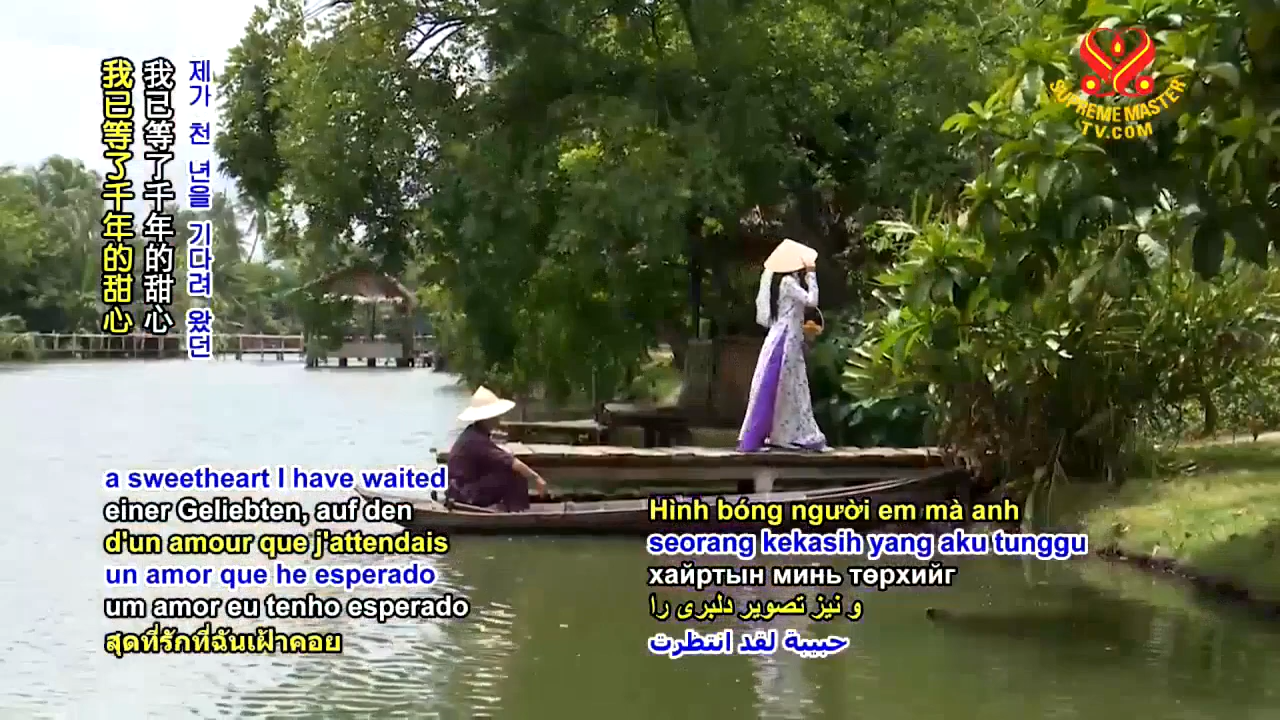 我已等了千年的甜心
我已等了千年的甜心
제가 천 년을 기다려 왔던
SUPREME MASTER
TV.COM
a sweetheart I have waited
einer Geliebten, auf den
d'un amour que j'attendais
un amor que he esperado
um amor eu tenho esperado
สุดที่รักที่ฉันเฝ้าคอย
Hình bóng người em mà anh
seorang kekasih yang aku tunggu
хайртын минь төрхийг
و نیز تصویر دلبری را
حبيبة لقد انتظرت